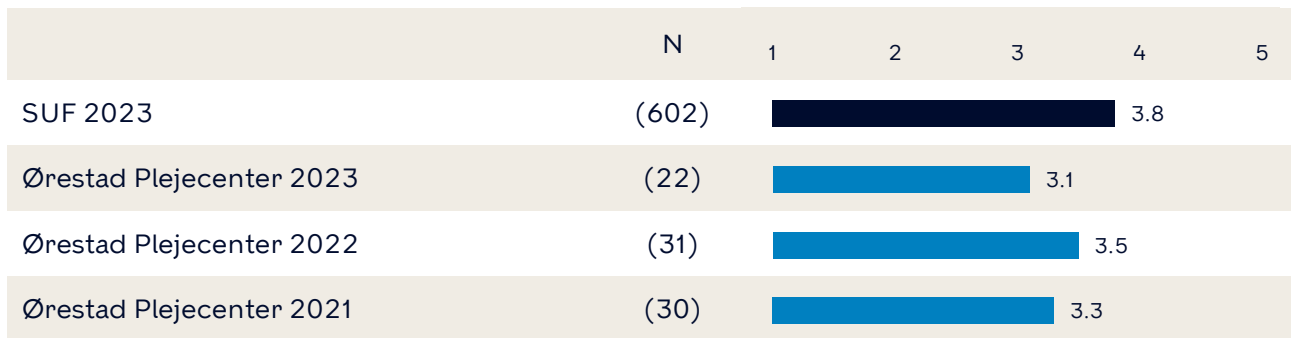 N 1 2 3 4 5
SUF 2023 (602) 3.8
Ørestad Plejecenter 2023 (22) 3.1
Ørestad Plejecenter 2022 (31) 3.5
Ørestad Plejecenter 2021 (30) 3.3